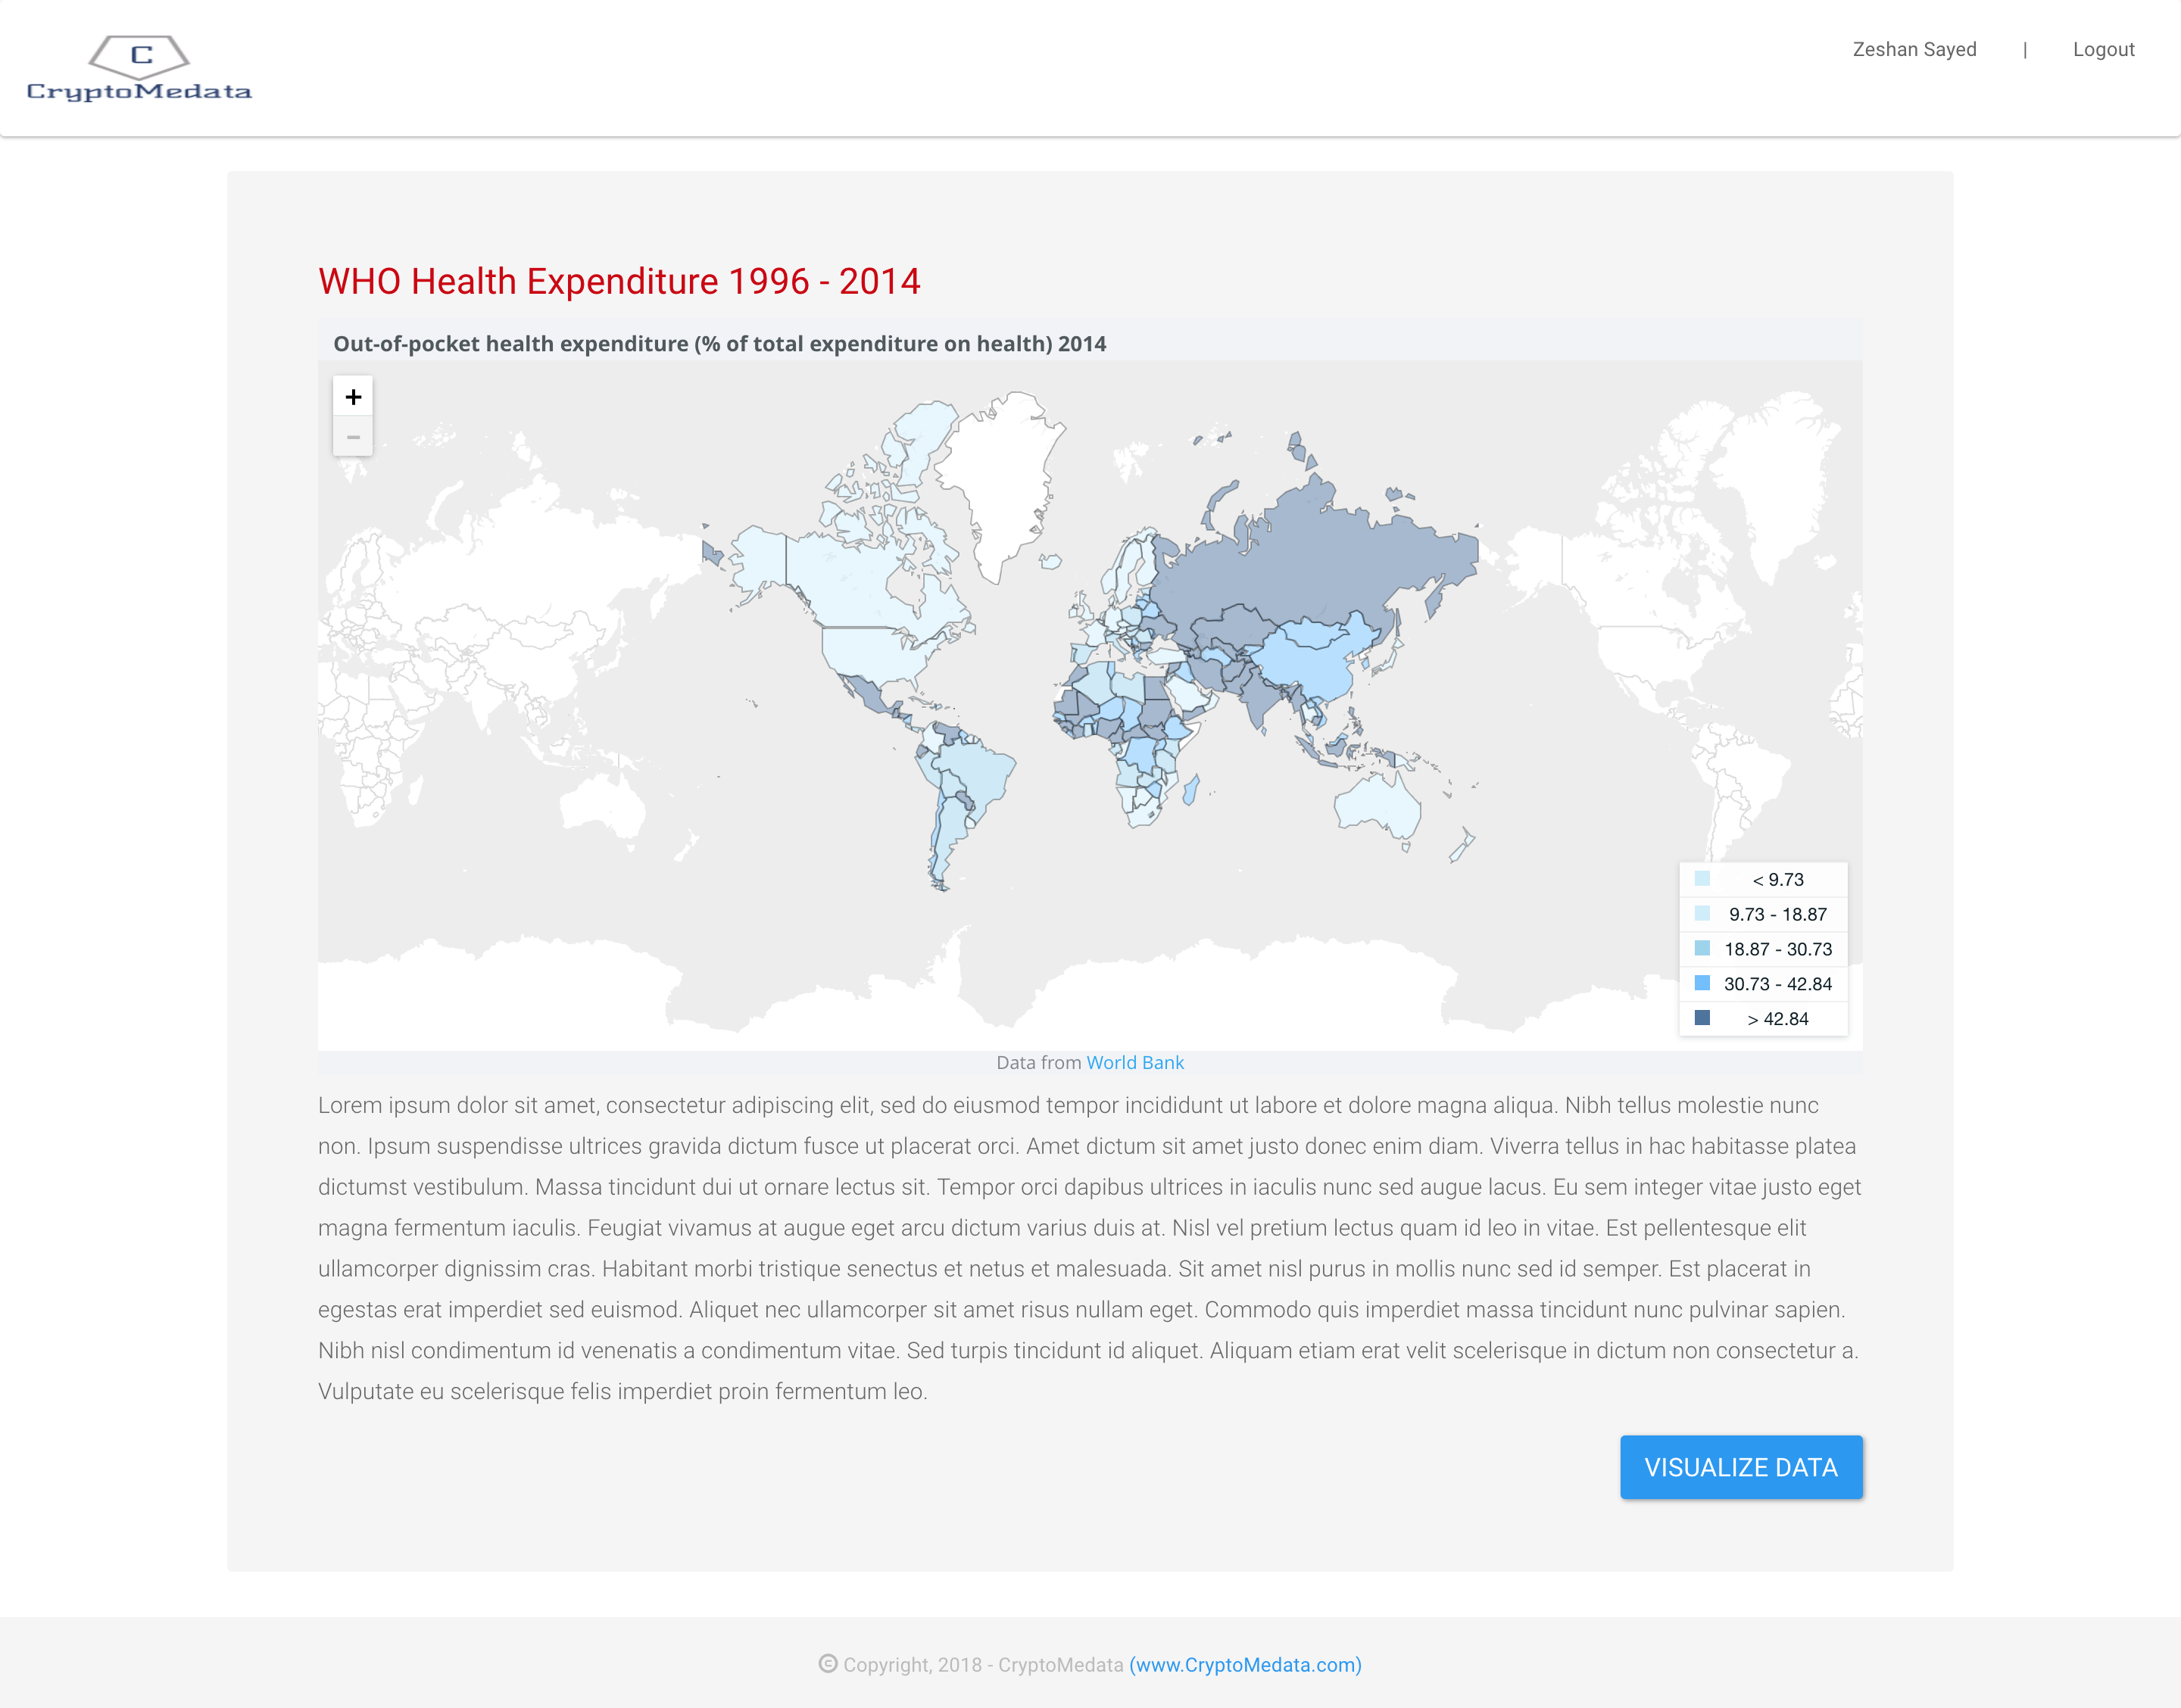 C
CryptoMedata
Zeshan Sayed | Logout
WHO Health Expenditure 1996 - 2014
Out-of-pocket health expenditure (% of total expenditure on health) 2014
+
−
< 9.73
9.73 - 18.87
18.87 - 30.73
30.73 - 42.84
> 42.84
Data from World Bank
Lorem ipsum dolor sit amet, consectetur adipiscing elit, sed do eiusmod tempor incididunt ut labore et dolore magna aliqua. Nibh tellus molestie nunc
non. Ipsum suspendisse ultrices gravida dictum fusce ut placerat orci. Amet dictum sit amet justo donec enim diam. Viverra tellus in hac habitasse platea
dictumst vestibulum. Massa tincidunt dui ut ornare lectus sit. Tempor orci dapibus ultrices in iaculis nunc sed augue lacus. Eu sem integer vitae justo eget
magna fermentum iaculis. Feugiat vivamus at augue eget arcu dictum varius duis at. Nisl vel pretium lectus quam id leo in vitae. Est pellentesque elit
ullamcorper dignissim cras. Habitant morbi tristique senectus et netus et malesuada. Sit amet nisl purus in mollis nunc sed id semper. Est placerat in
egestas erat imperdiet sed euismod. Aliquet nec ullamcorper sit amet risus nullam eget. Commodo quis imperdiet massa tincidunt nunc pulvinar sapien.
Nibh nisl condimentum id venenatis a condimentum vitae. Sed turpis tincidunt id aliquet. Aliquam etiam erat velit scelerisque in dictum non consectetur a.
Vulputate eu scelerisque felis imperdiet proin fermentum leo.
VISUALIZE DATA
© Copyright, 2018 - CryptoMedata (www.CryptoMedata.com)